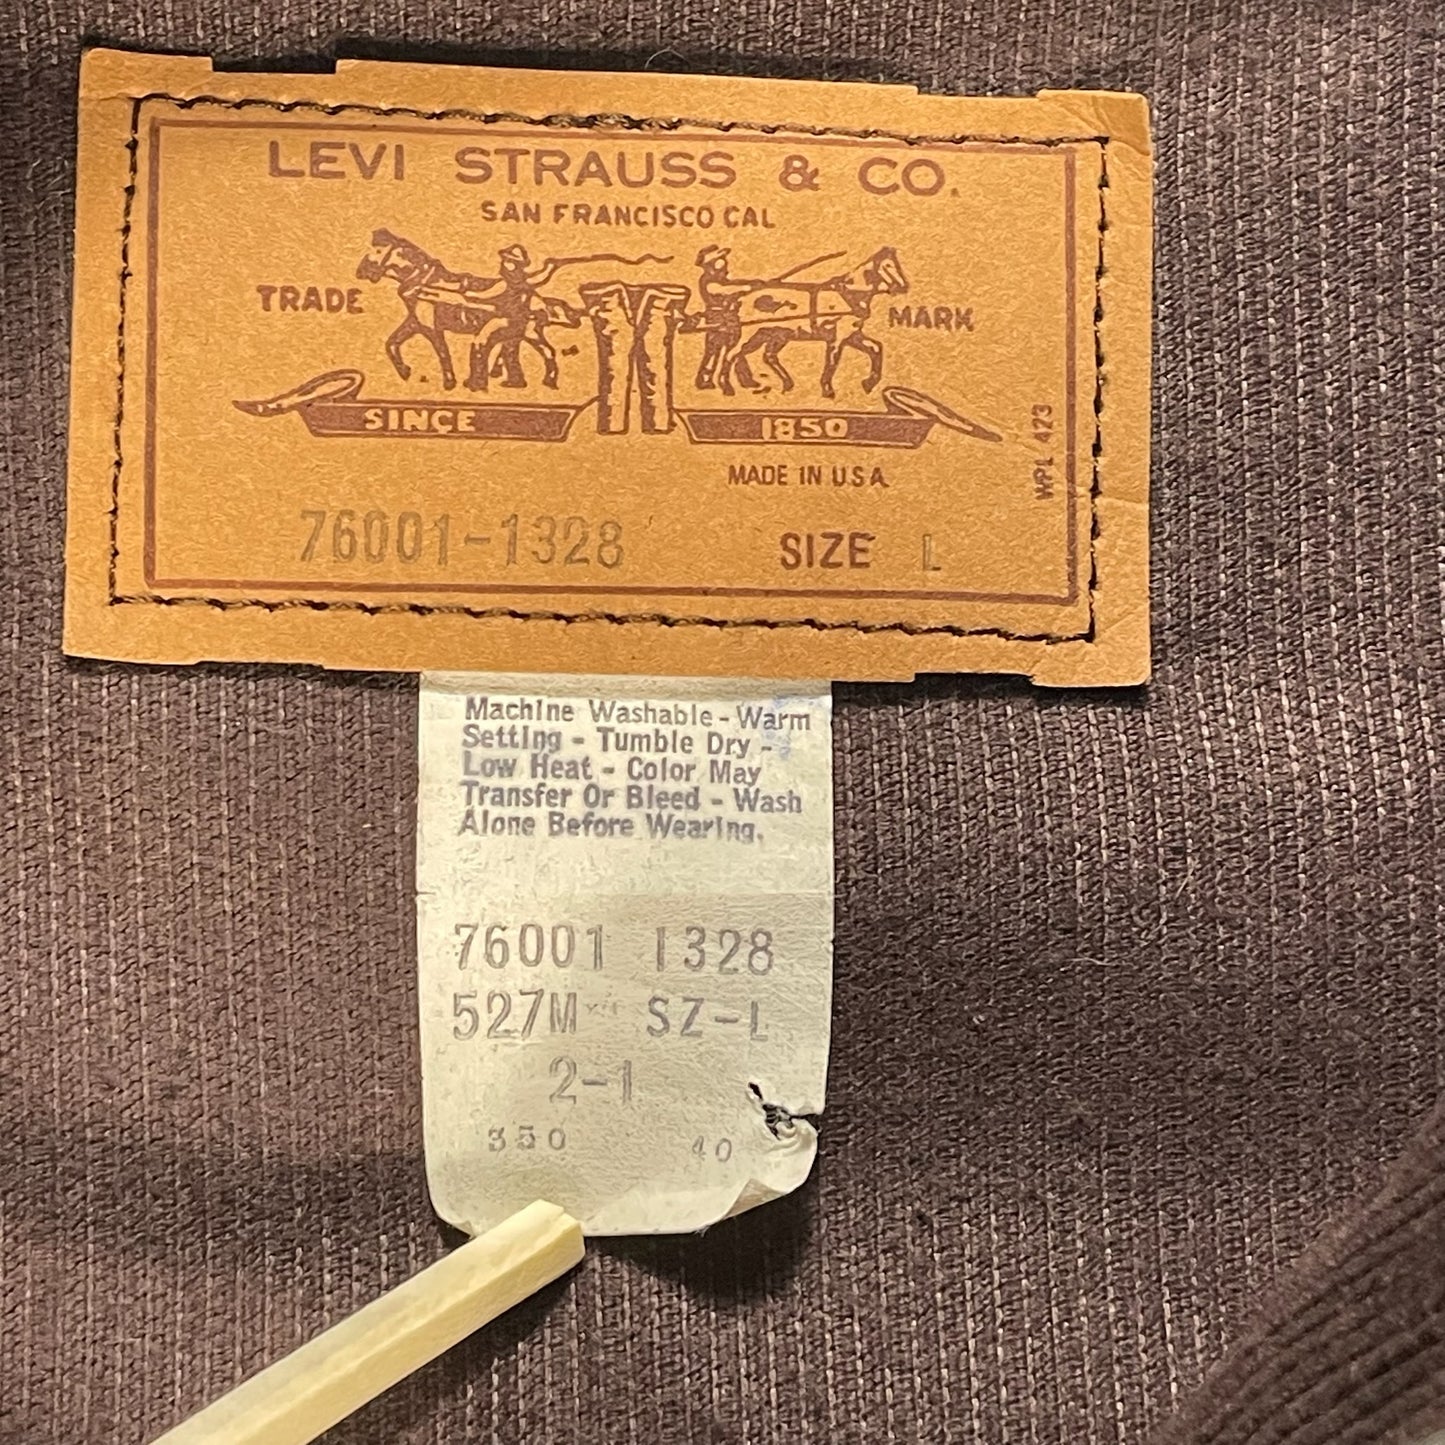 LEVI STRAUSS & CO.
SAN FRANCISCO CAL
TRADE MARK
SINCE 1850
MADE IN U.S.A.
WPL 423
76001-1328 SIZE L
Machine Washable - Warm
Setting - Tumble Dry -
Low Heat - Color May
Transfer Or Bleed - Wash
Alone Before Wearing.
76001 1328
527M SZ-L
2-1
350 40